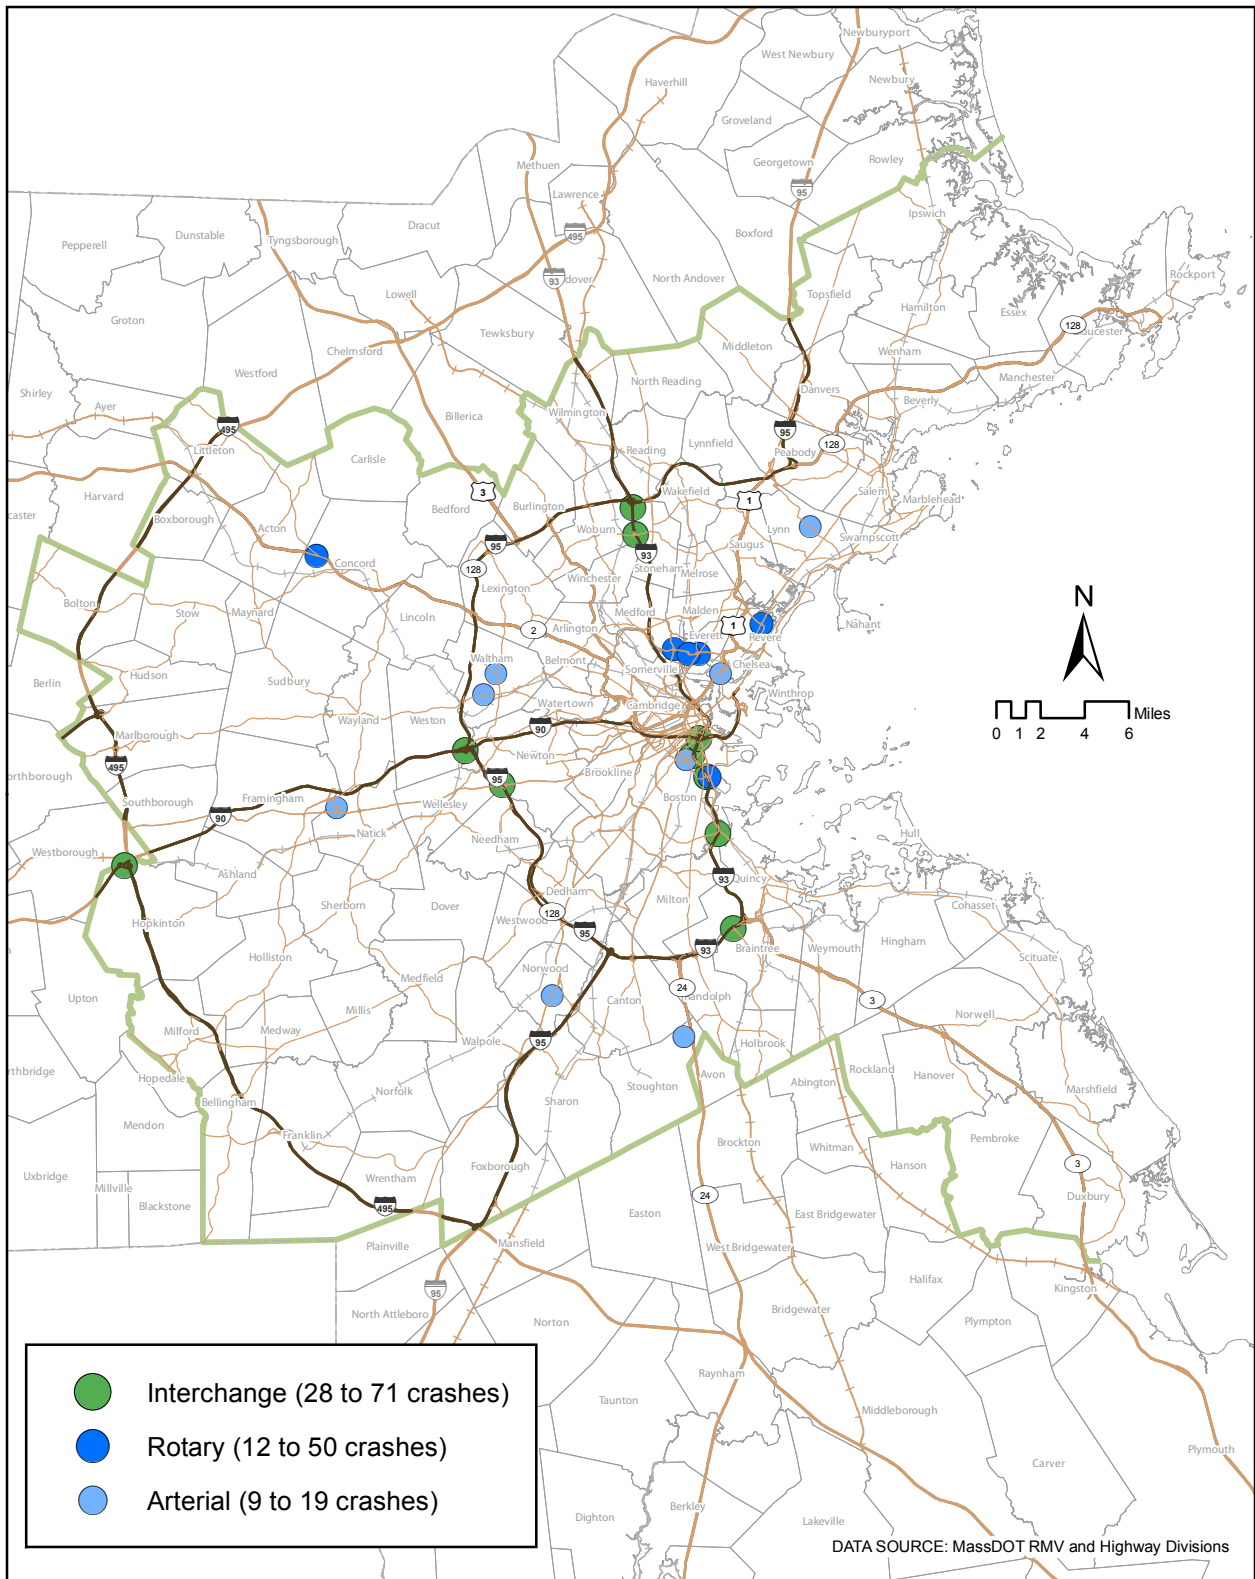 Newburyport
West Newbury
Newbury
Haverhill
Groveland
Georgetown
Rowley
Methuen
Lawrence
95
Ipswich
Dracut
Boxford
495
Dunstable
Pepperell
Tyngsborough
Rockport
93
dover
North Andover
Lowell
Topsfield
Hamilton
Essex
Groton
Tewksbury
128
oucester
Middleton
Chelmsford
Wenham
Westford
Manchester
North Reading
Danvers
Shirley
Beverly
Ayer
Billerica
Wilmington
495
95
128
Lynnfield
Littleton
Reading
Peabody
Carlisle
3
Wakefield
Salem
Marblehead
Harvard
1
Bedford
Burlington
caster
Boxborough
Acton
Woburn
Lynn
Swampscott
95
93
Saugus
Concord
128
Stoneham
Melrose
Winchester
Lexington
N
Bolton
Stow
Maynard
Lincoln
Medford
Malden
Nahant
2
Arlington
1
Everett
Revere
Waltham
Belmont
Somerville
Chelsea
Hudson
Sudbury
Berlin
Winthrop
Watertown
Cambridge
Wayland
Weston
90
Miles
Marlborough
0 1 2 4 6
Newton
495
95
Brookline
orthborough
Southborough
Framingham
Boston
Wellesley
90
Natick
Hull
Needham
Westborough
Ashland
93
Quincy
Dedham
Milton
Sherborn
Dover
Cohasset
128
Westwood
Hopkinton
95
93
Braintree
Weymouth
Hingham
Holliston
Scituate
Norwood
Medfield
24
andolph
Upton
Canton
3
Millis
Norwell
Milford
Medway
95
Walpole
Holbrook
rthbridge
Hopedale
Avon
Rockland
Hanover
Abington
Stoughton
Norfolk
Marshfield
Bellingham
Sharon
Mendon
Franklin
Brockton
Whitman
Pembroke
3
Foxborough
Hanson
Uxbridge
Wrentham
Millville
24
Duxbury
Blackstone
495
Easton
East Bridgewater
Plainville
Mansfield
West Bridgewater
Halifax
95
Kingston
North Attleboro
Bridgewater
Norton
Plympton
Raynham
Taunton
Middleborough
Plymouth
Carver
Berkley
Dighton
Lakeville
Interchange (28 to 71 crashes)
Rotary (12 to 50 crashes)
Arterial (9 to 19 crashes)
DATA SOURCE: MassDOT RMV and Highway Divisions